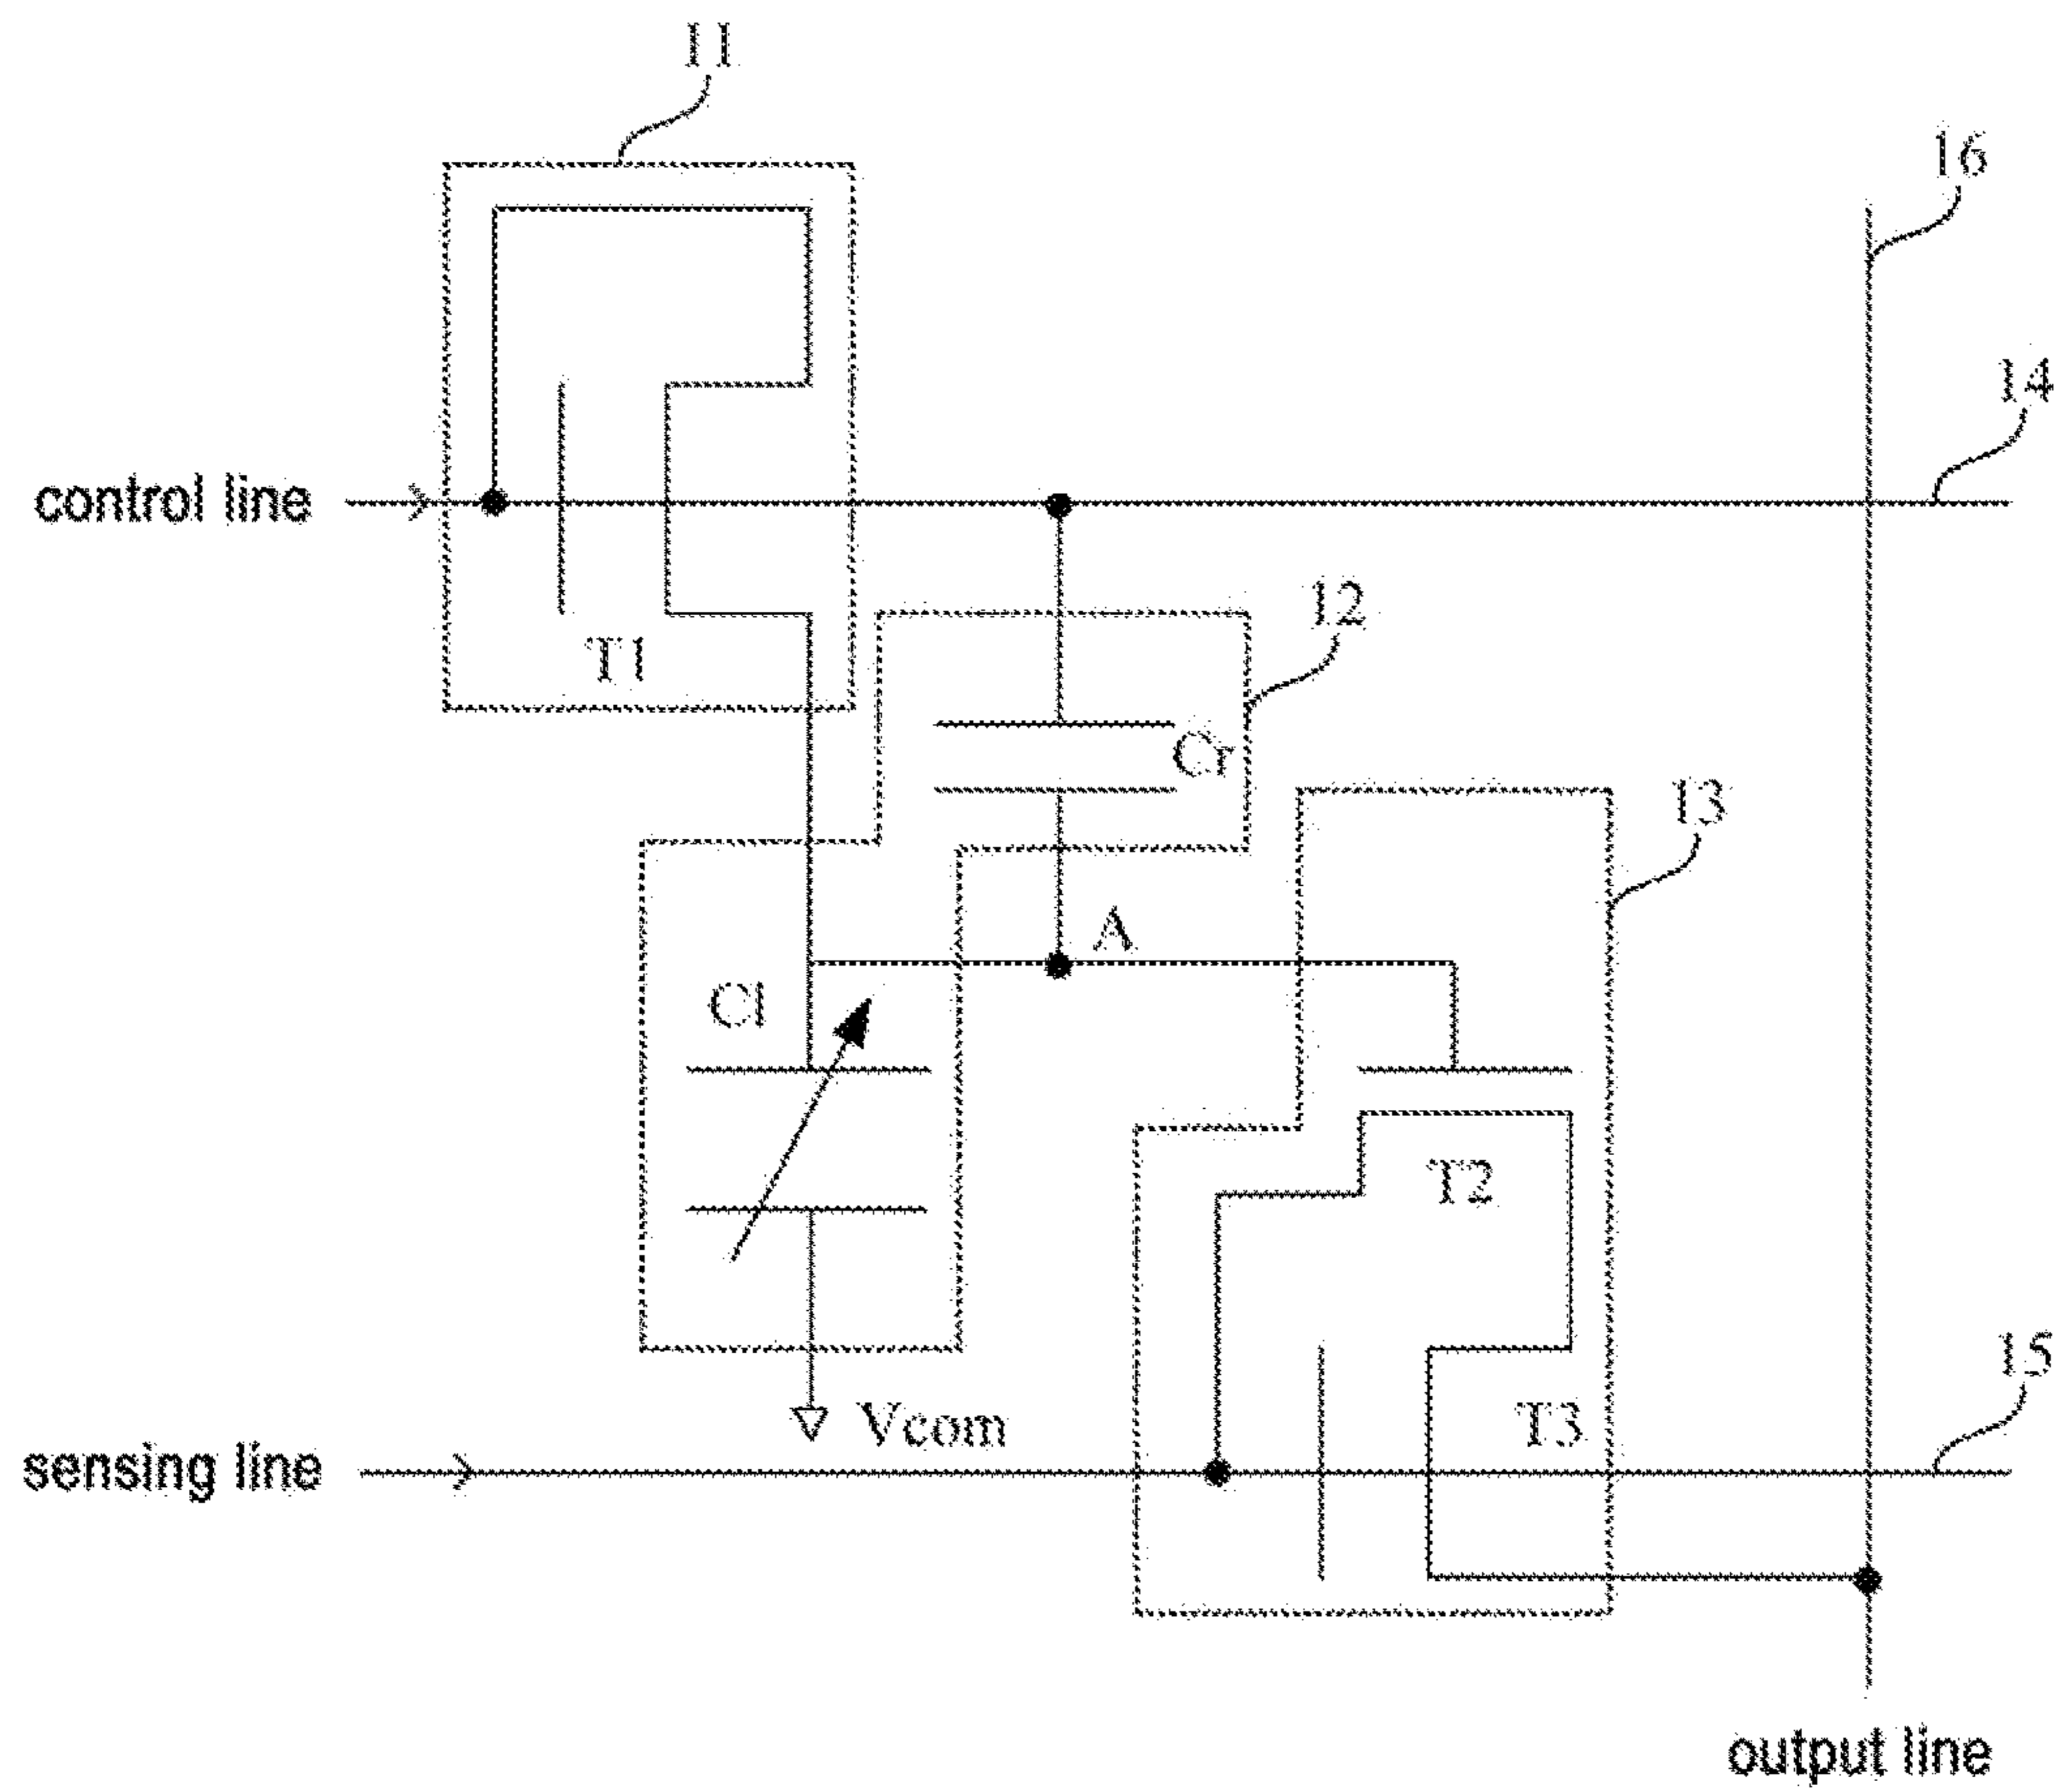 11
16
14
control line
12
T1
Cr
13
A
Cl
T2
15
Vcom
T3
sensing line
output line